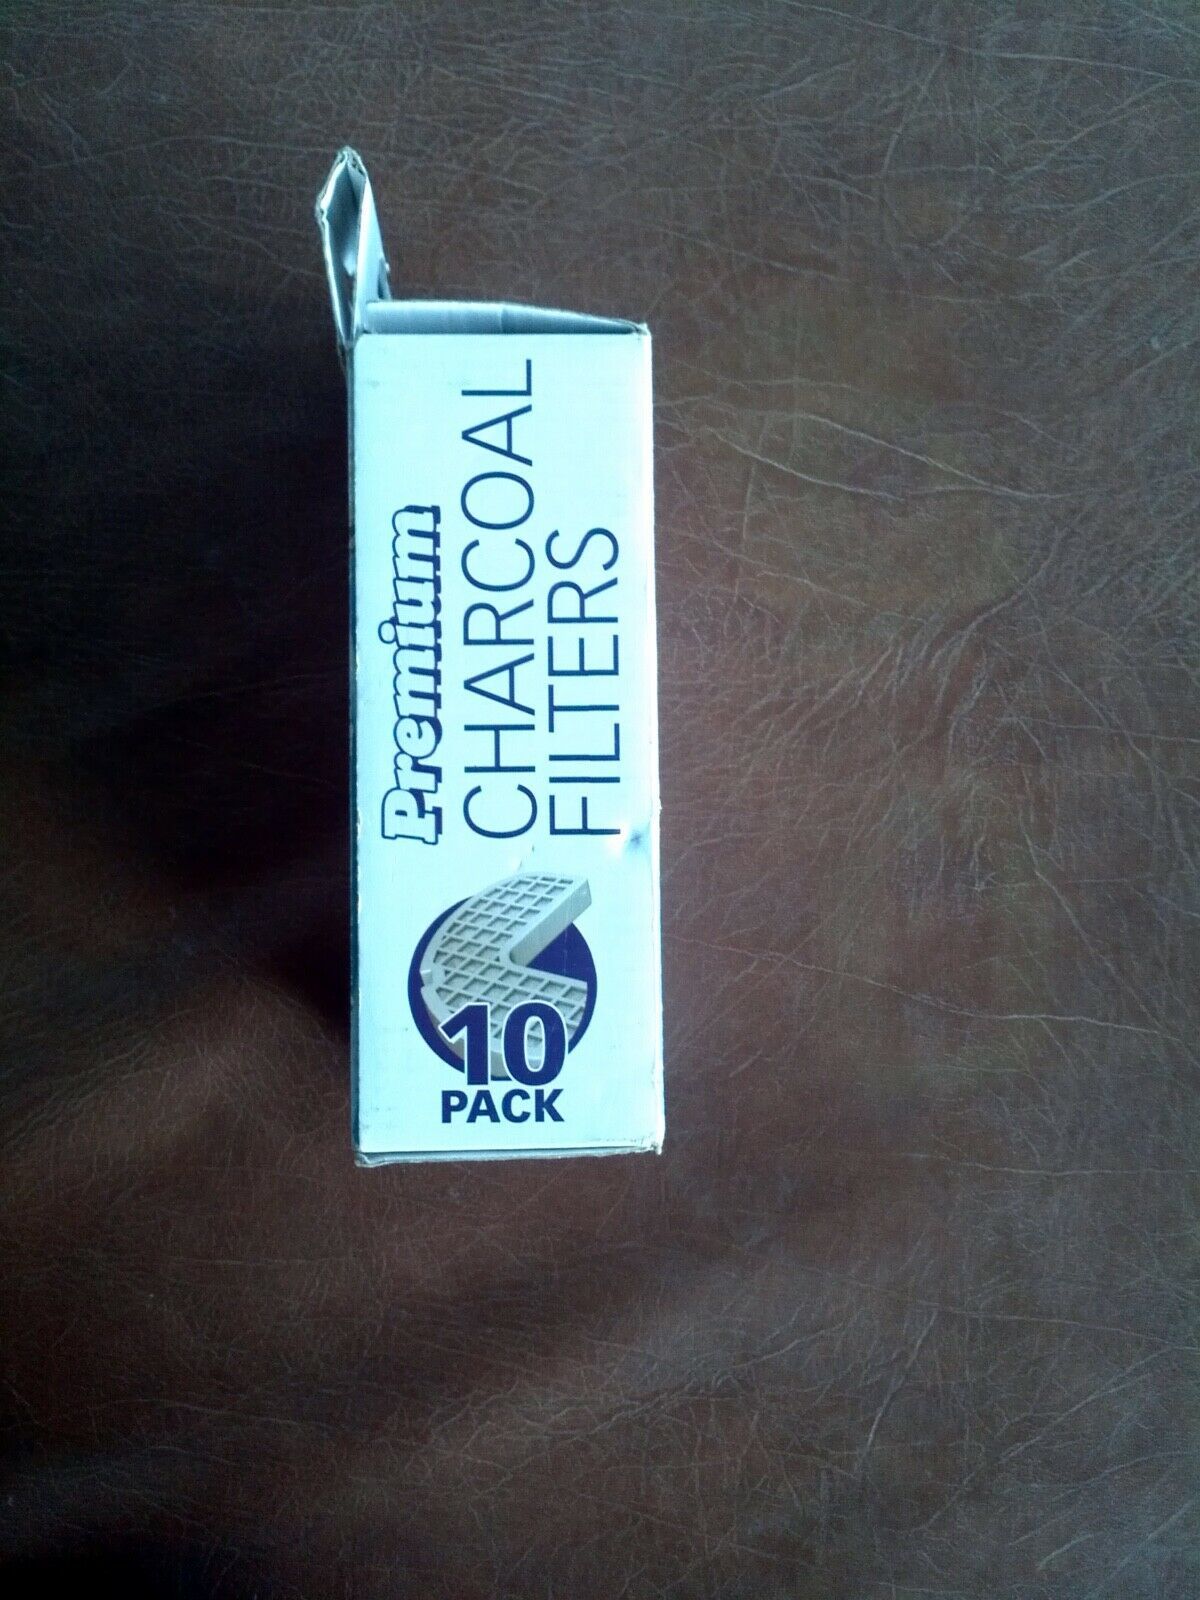 Premium
CHARCOAL
FILTERS
10
PACK